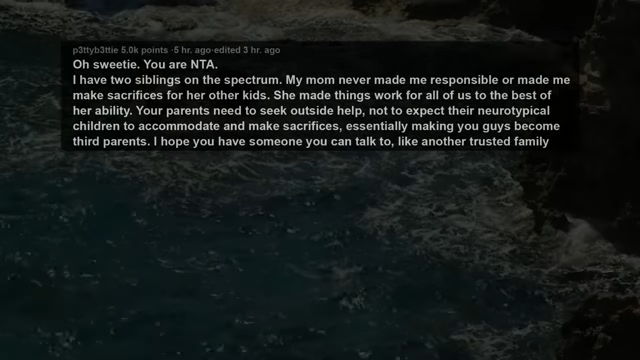 p3ttyb3ttie 5.0k points ·5 hr. ago·edited 3 hr. ago
Oh sweetie. You are NTA.
I have two siblings on the spectrum. My mom never made me responsible or made me
make sacrifices for her other kids. She made things work for all of us to the best of
her ability. Your parents need to seek outside help, not to expect their neurotypical
children to accommodate and make sacrifices, essentially making you guys become
third parents. I hope you have someone you can talk to, like another trusted family